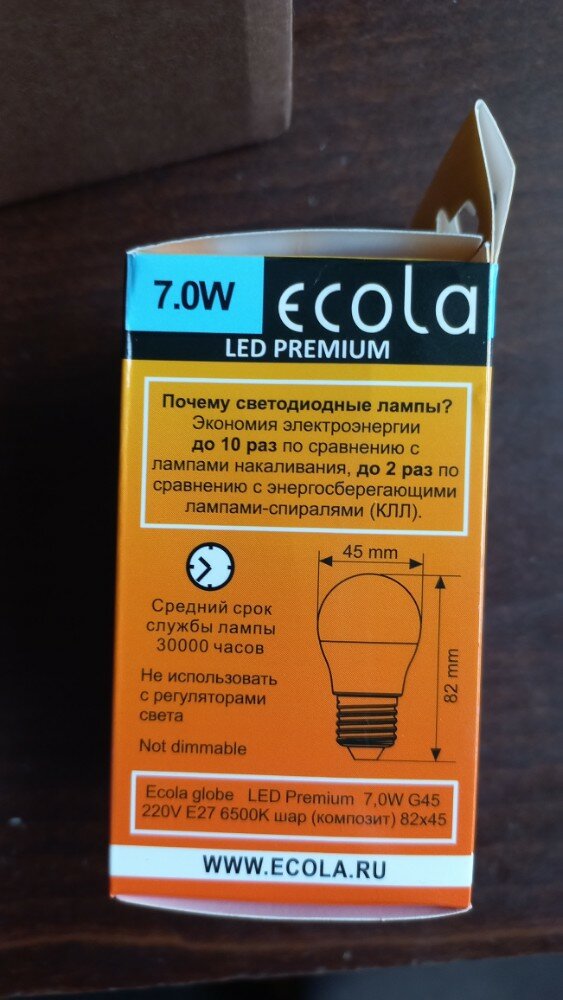 7.0W
ecola
LED PREMIUM
Почему светодиодные лампы?
Экономия электроэнергии
до 10 раз по сравнению с
лампами накаливания, до 2 раз по
сравнению с энергосберегающими
лампами-спиралями (КЛЛ).
45 mm
82 mm
Средний срок
службы лампы
30000 часов
Не использовать
с регуляторами
света
Not dimmable
Ecola globe LED Premium 7,0W G45
220V E27 6500K шар (композит) 82x45
WWW.ECOLA.RU